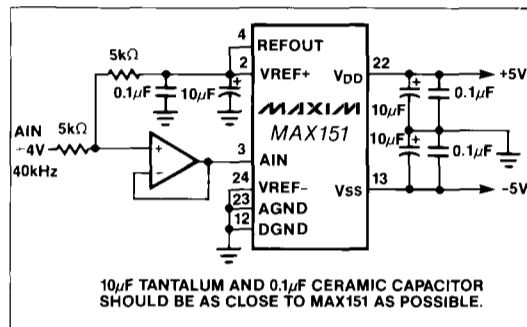 4
REFOUT
5kΩ
2
VREF+
VDD
22
+5V
0.1μF
10μF
10μF
0.1μF
MAXIM
MAX151
10μF
0.1μF
AIN
–4V
40kHz
5kΩ
+
−
3
AIN
24
VREF−
23
AGND
12
DGND
VSS
13
−5V
10μF TANTALUM AND 0.1μF CERAMIC CAPACITOR
SHOULD BE AS CLOSE TO MAX151 AS POSSIBLE.